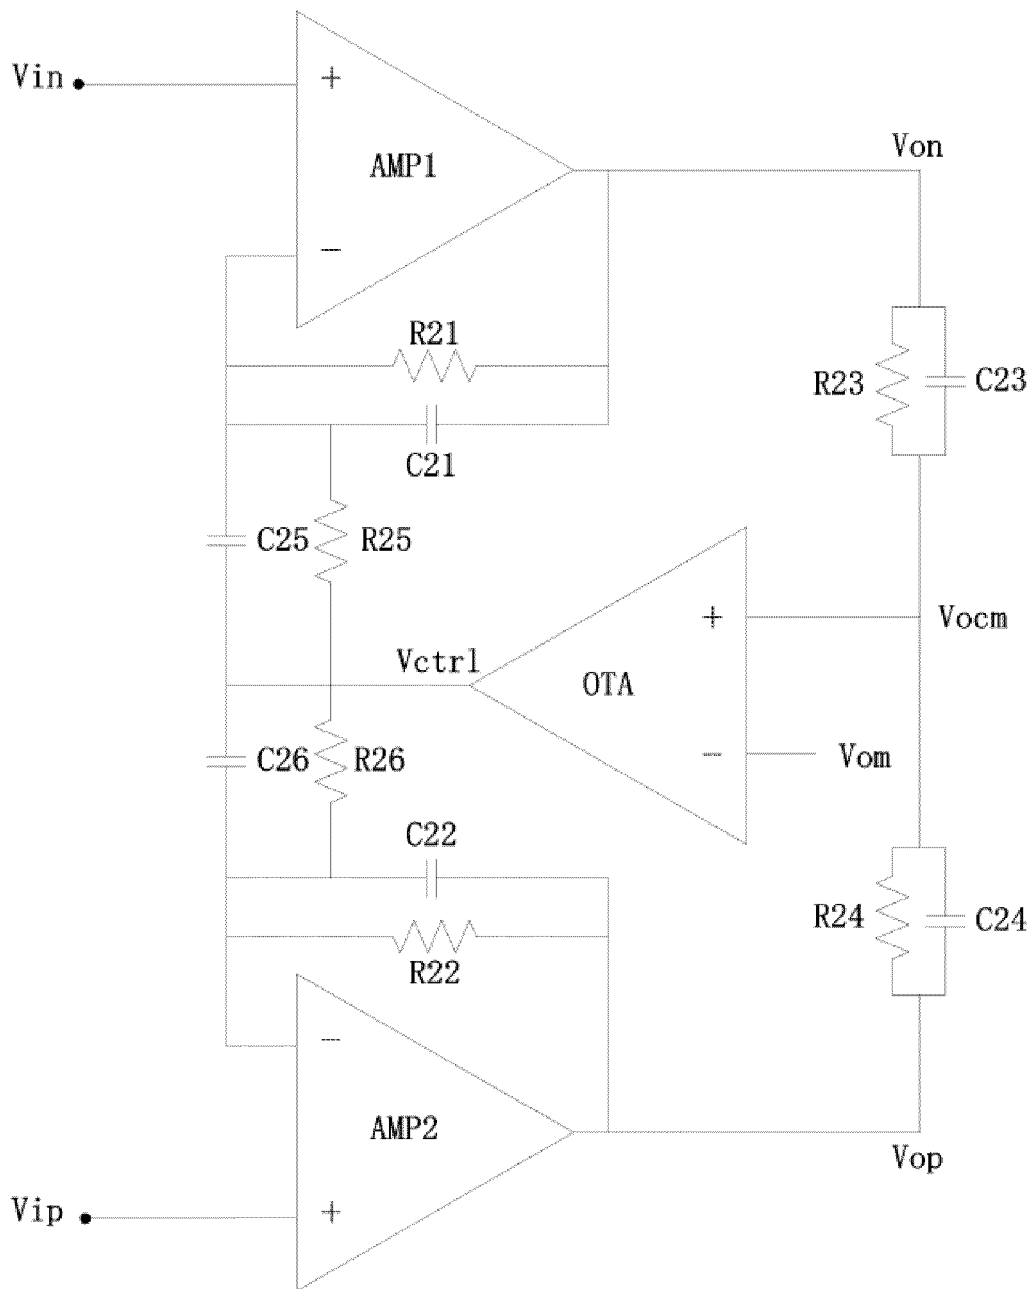 Vin
+
AMP1
Von
−
R21
R23
C23
C21
C25
R25
+
Vocm
Vctrl
OTA
C26
R26
−
Vom
C22
R24
C24
R22
−
AMP2
Vop
Vip
+